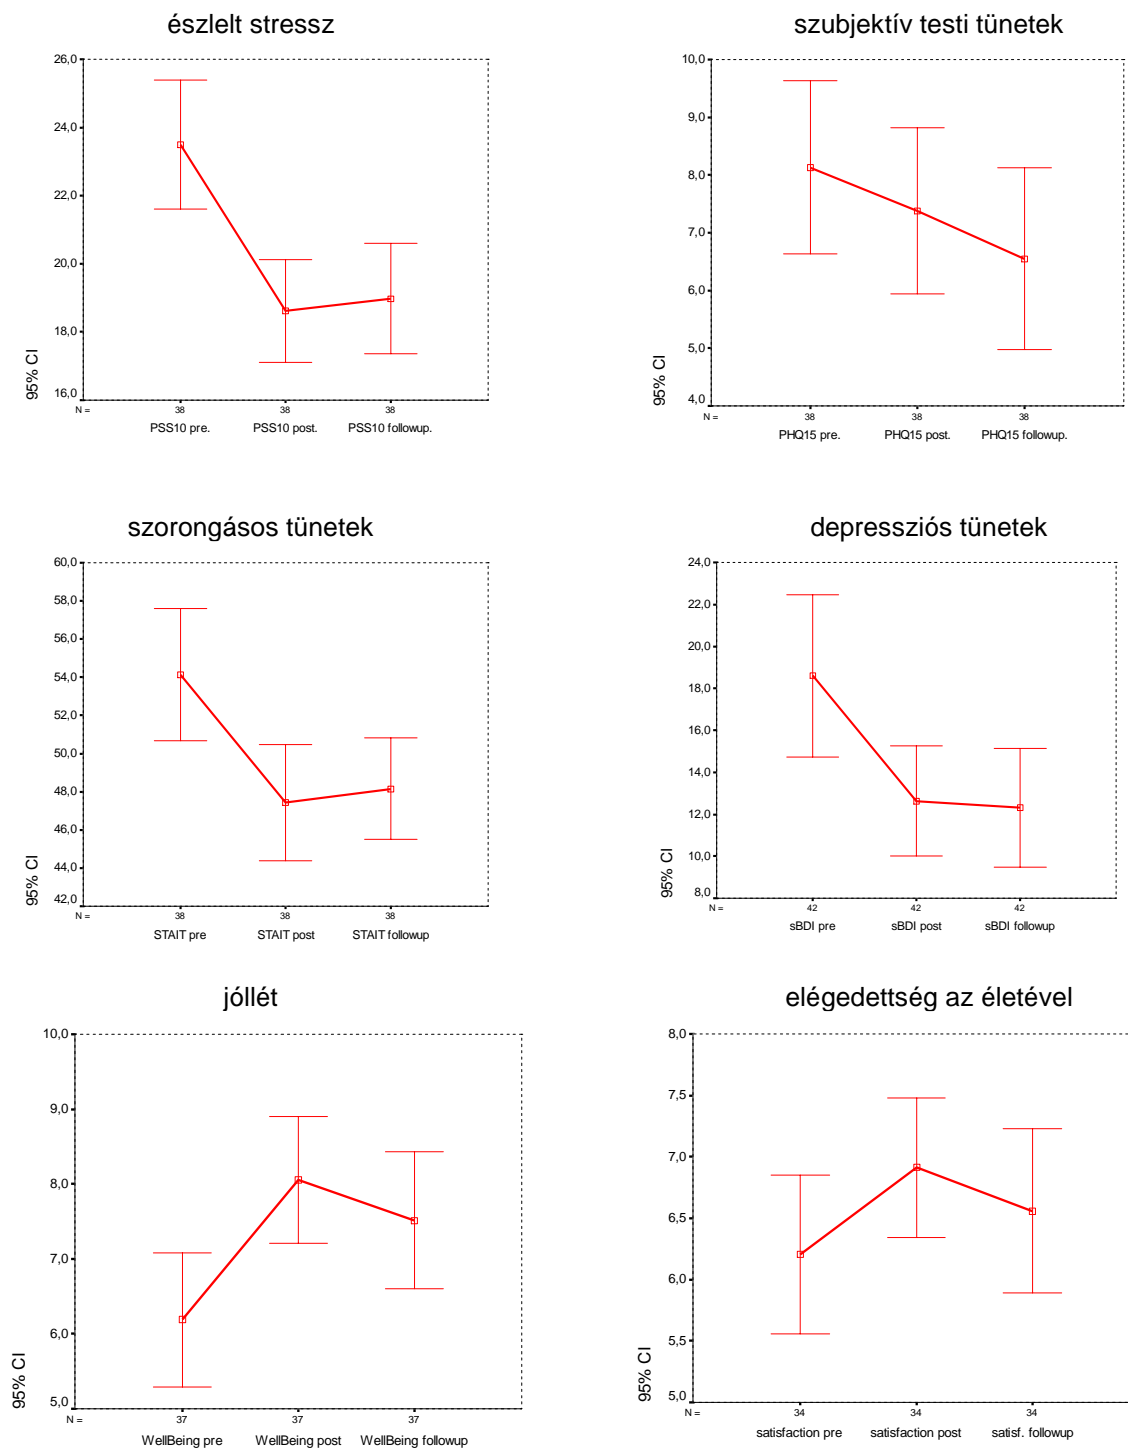 észlelt stressz
26,0
24,0
22,0
20,0
18,0
16,0
95% CI
N =
38
38
38
PSS10 pre.
PSS10 post.
PSS10 followup.
szubjektív testi tünetek
10,0
9,0
8,0
7,0
6,0
5,0
4,0
95% CI
N =
38
38
38
PHQ15 pre.
PHQ15 post.
PHQ15 followup.
szorongásos tünetek
60,0
58,0
56,0
54,0
52,0
50,0
48,0
46,0
44,0
42,0
95% CI
N =
38
38
38
STAIT pre
STAIT post
STAIT followup
depressziós tünetek
24,0
22,0
20,0
18,0
16,0
14,0
12,0
10,0
8,0
95% CI
N =
42
42
42
sBDI pre
sBDI post
sBDI followup
jóllét
10,0
9,0
8,0
7,0
6,0
5,0
95% CI
N =
37
37
37
WellBeing pre
WellBeing post
WellBeing followup
elégedettség az életével
8,0
7,5
7,0
6,5
6,0
5,5
5,0
95% CI
N =
34
34
34
satisfaction pre
satisfaction post
satisf. followup